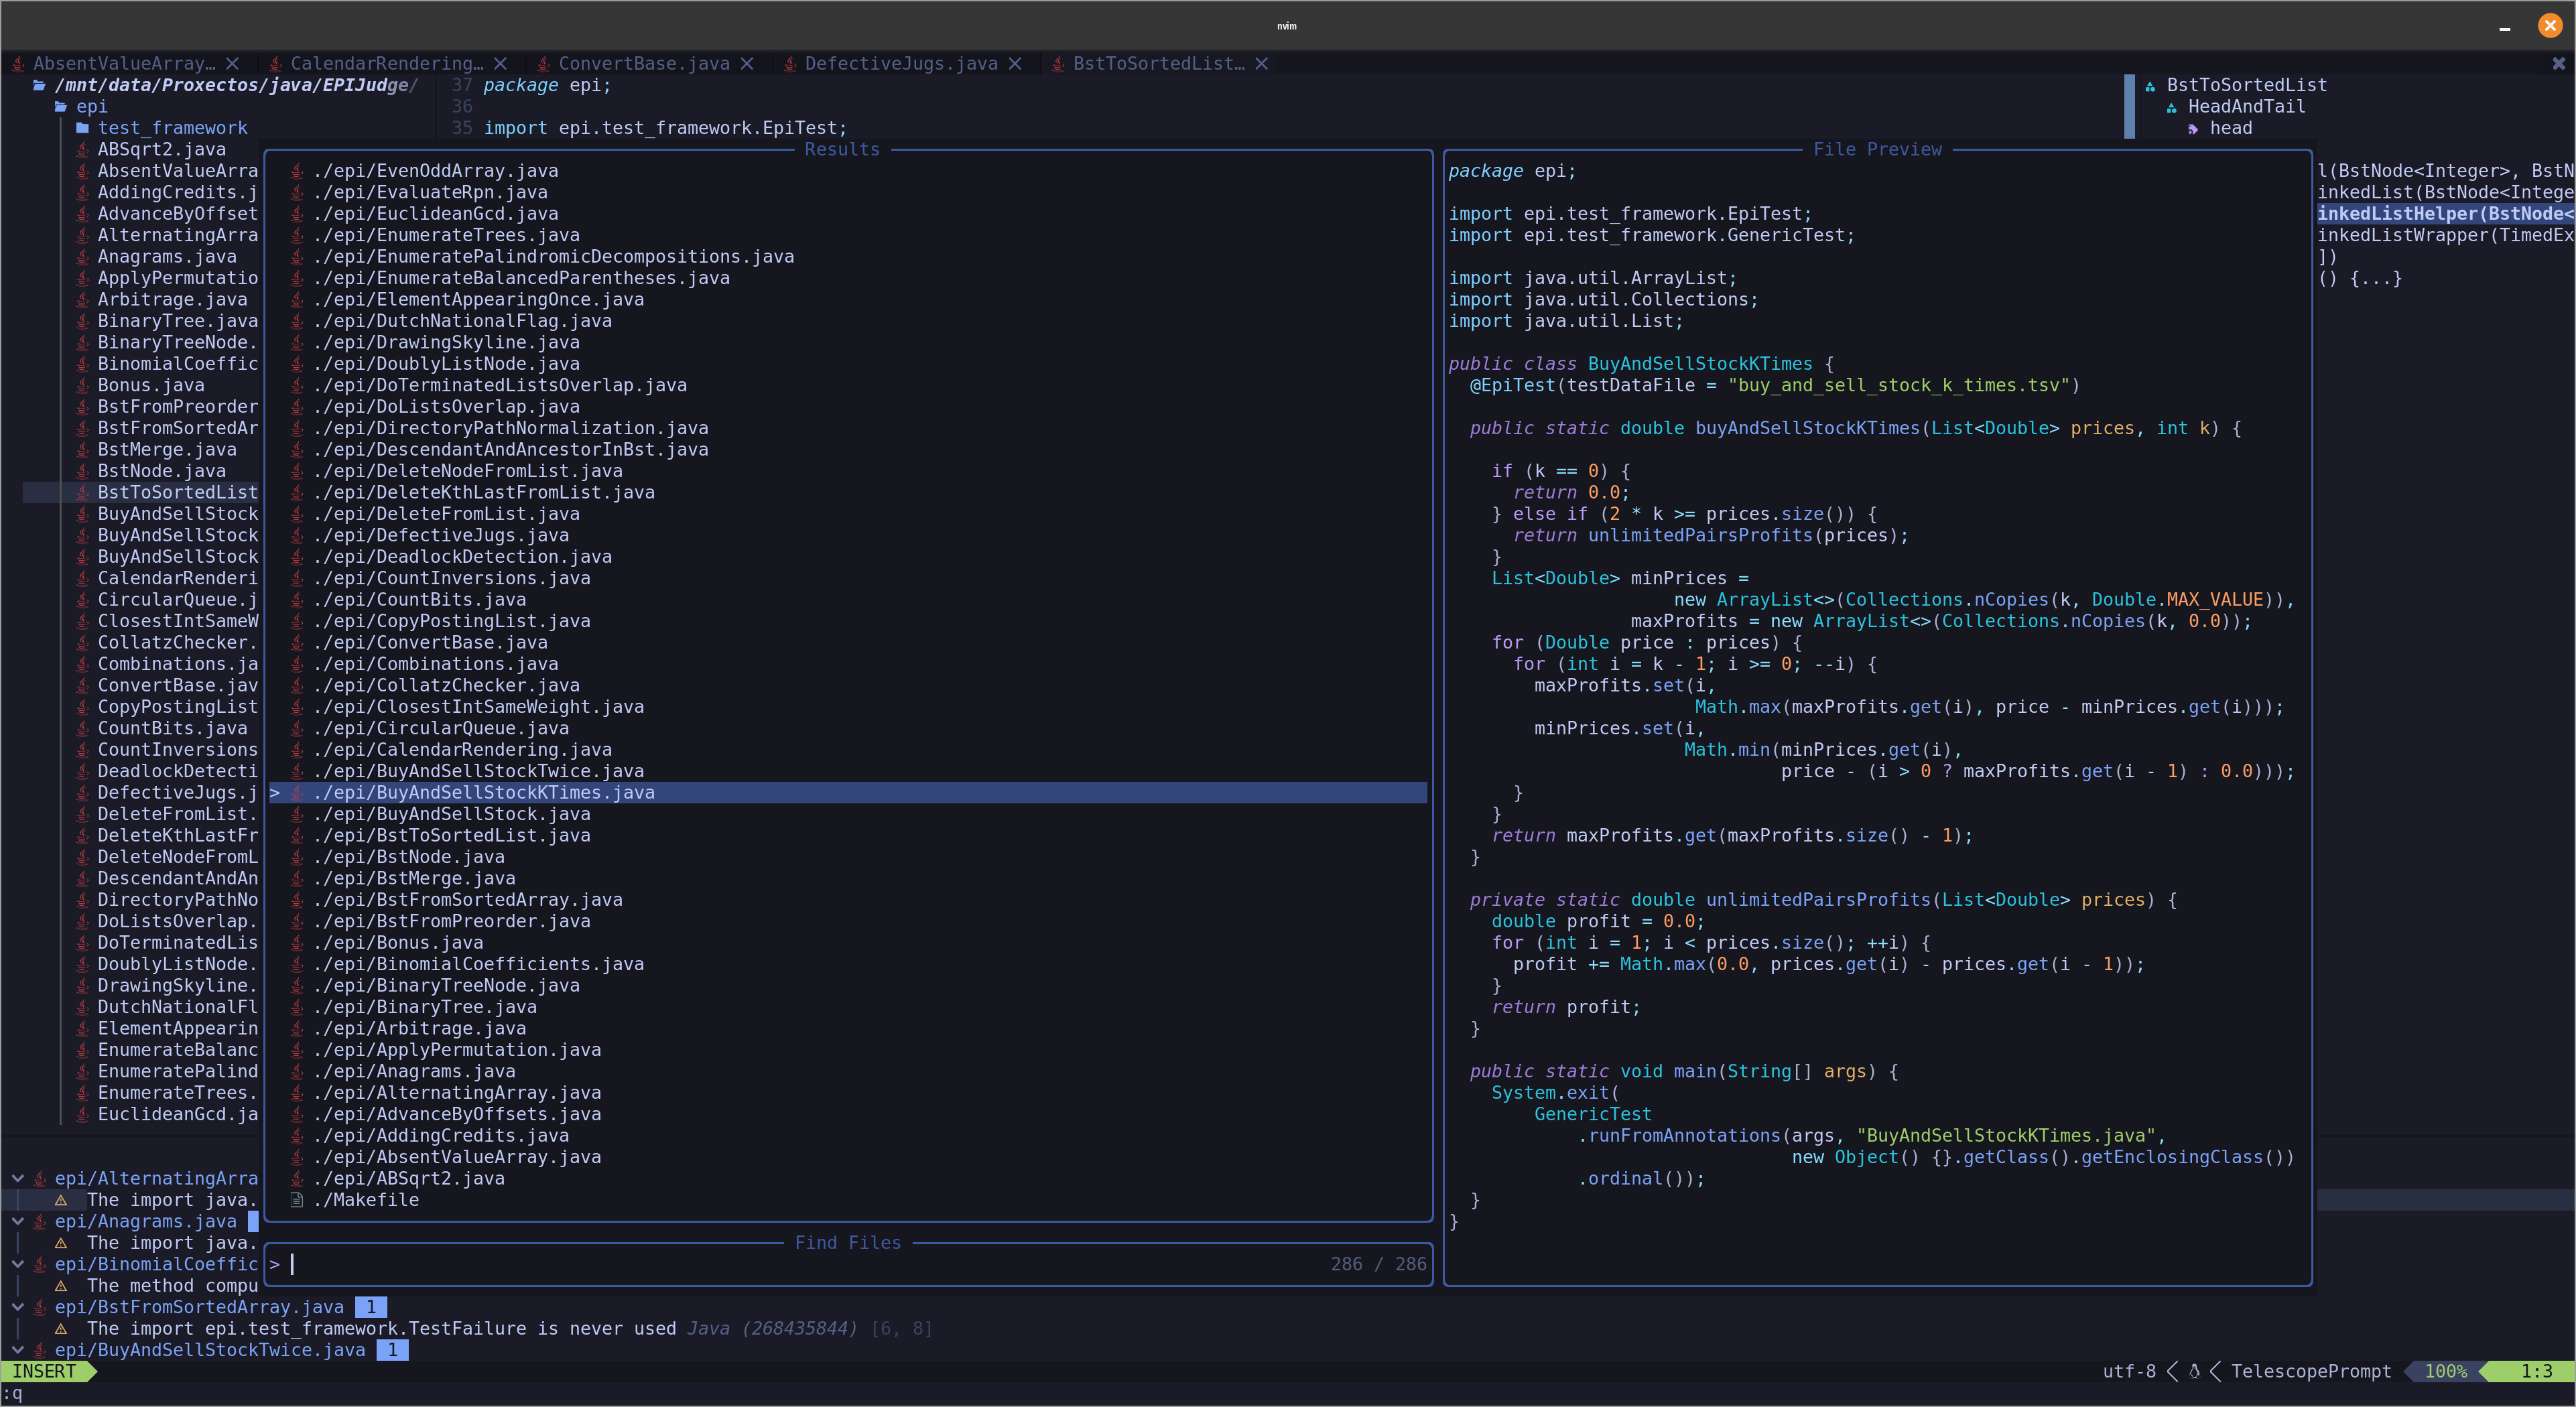 nvim
AbsentValueArray… CalendarRendering… ConvertBase.java DefectiveJugs.java BstToSortedList…
/mnt/data/Proxectos/java/EPIJudge/
epi
test_framework
ABSqrt2.java
AbsentValueArra
AddingCredits.j
AdvanceByOffset
AlternatingArra
Anagrams.java
ApplyPermutatio
Arbitrage.java
BinaryTree.java
BinaryTreeNode.
BinomialCoeffic
Bonus.java
BstFromPreorder
BstFromSortedAr
BstMerge.java
BstNode.java
BstToSortedList
BuyAndSellStock
BuyAndSellStock
BuyAndSellStock
CalendarRenderi
CircularQueue.j
ClosestIntSameW
CollatzChecker.
Combinations.ja
ConvertBase.jav
CopyPostingList
CountBits.java
CountInversions
DeadlockDetecti
DefectiveJugs.j
DeleteFromList.
DeleteKthLastFr
DeleteNodeFromL
DescendantAndAn
DirectoryPathNo
DoListsOverlap.
DoTerminatedLis
DoublyListNode.
DrawingSkyline.
DutchNationalFl
ElementAppearin
EnumerateBalanc
EnumeratePalind
EnumerateTrees.
EuclideanGcd.ja
37 package epi;
36
35 import epi.test_framework.EpiTest;
Results
./epi/EvenOddArray.java
./epi/EvaluateRpn.java
./epi/EuclideanGcd.java
./epi/EnumerateTrees.java
./epi/EnumeratePalindromicDecompositions.java
./epi/EnumerateBalancedParentheses.java
./epi/ElementAppearingOnce.java
./epi/DutchNationalFlag.java
./epi/DrawingSkyline.java
./epi/DoublyListNode.java
./epi/DoTerminatedListsOverlap.java
./epi/DoListsOverlap.java
./epi/DirectoryPathNormalization.java
./epi/DescendantAndAncestorInBst.java
./epi/DeleteNodeFromList.java
./epi/DeleteKthLastFromList.java
./epi/DeleteFromList.java
./epi/DefectiveJugs.java
./epi/DeadlockDetection.java
./epi/CountInversions.java
./epi/CountBits.java
./epi/CopyPostingList.java
./epi/ConvertBase.java
./epi/Combinations.java
./epi/CollatzChecker.java
./epi/ClosestIntSameWeight.java
./epi/CircularQueue.java
./epi/CalendarRendering.java
./epi/BuyAndSellStockTwice.java
> ./epi/BuyAndSellStockKTimes.java
./epi/BuyAndSellStock.java
./epi/BstToSortedList.java
./epi/BstNode.java
./epi/BstMerge.java
./epi/BstFromSortedArray.java
./epi/BstFromPreorder.java
./epi/Bonus.java
./epi/BinomialCoefficients.java
./epi/BinaryTreeNode.java
./epi/BinaryTree.java
./epi/Arbitrage.java
./epi/ApplyPermutation.java
./epi/Anagrams.java
./epi/AlternatingArray.java
./epi/AdvanceByOffsets.java
./epi/AddingCredits.java
./epi/AbsentValueArray.java
./epi/ABSqrt2.java
./Makefile
Find Files
> 286 / 286
File Preview
package epi;
import epi.test_framework.EpiTest;
import epi.test_framework.GenericTest;
import java.util.ArrayList;
import java.util.Collections;
import java.util.List;
public class BuyAndSellStockKTimes {
@EpiTest(testDataFile = "buy_and_sell_stock_k_times.tsv")
public static double buyAndSellStockKTimes(List<Double> prices, int k) {
if (k == 0) {
return 0.0;
} else if (2 * k >= prices.size()) {
return unlimitedPairsProfits(prices);
}
List<Double> minPrices =
new ArrayList<>(Collections.nCopies(k, Double.MAX_VALUE)),
maxProfits = new ArrayList<>(Collections.nCopies(k, 0.0));
for (Double price : prices) {
for (int i = k - 1; i >= 0; --i) {
maxProfits.set(i,
Math.max(maxProfits.get(i), price - minPrices.get(i)));
minPrices.set(i,
Math.min(minPrices.get(i),
price - (i > 0 ? maxProfits.get(i - 1) : 0.0)));
}
}
return maxProfits.get(maxProfits.size() - 1);
}
private static double unlimitedPairsProfits(List<Double> prices) {
double profit = 0.0;
for (int i = 1; i < prices.size(); ++i) {
profit += Math.max(0.0, prices.get(i) - prices.get(i - 1));
}
return profit;
}
public static void main(String[] args) {
System.exit(
GenericTest
.runFromAnnotations(args, "BuyAndSellStockKTimes.java",
new Object() {}.getClass().getEnclosingClass())
.ordinal());
}
}
BstToSortedList
HeadAndTail
head
l(BstNode<Integer>, BstN
inkedList(BstNode<Intege
inkedListHelper(BstNode<
inkedListWrapper(TimedEx
])
() {...}
epi/AlternatingArra
The import java.
epi/Anagrams.java
The import java.
epi/BinomialCoeffic
The method compu
epi/BstFromSortedArray.java 1
The import epi.test_framework.TestFailure is never used Java (268435844) [6, 8]
epi/BuyAndSellStockTwice.java 1
INSERT utf-8 TelescopePrompt 100% 1:3
:q